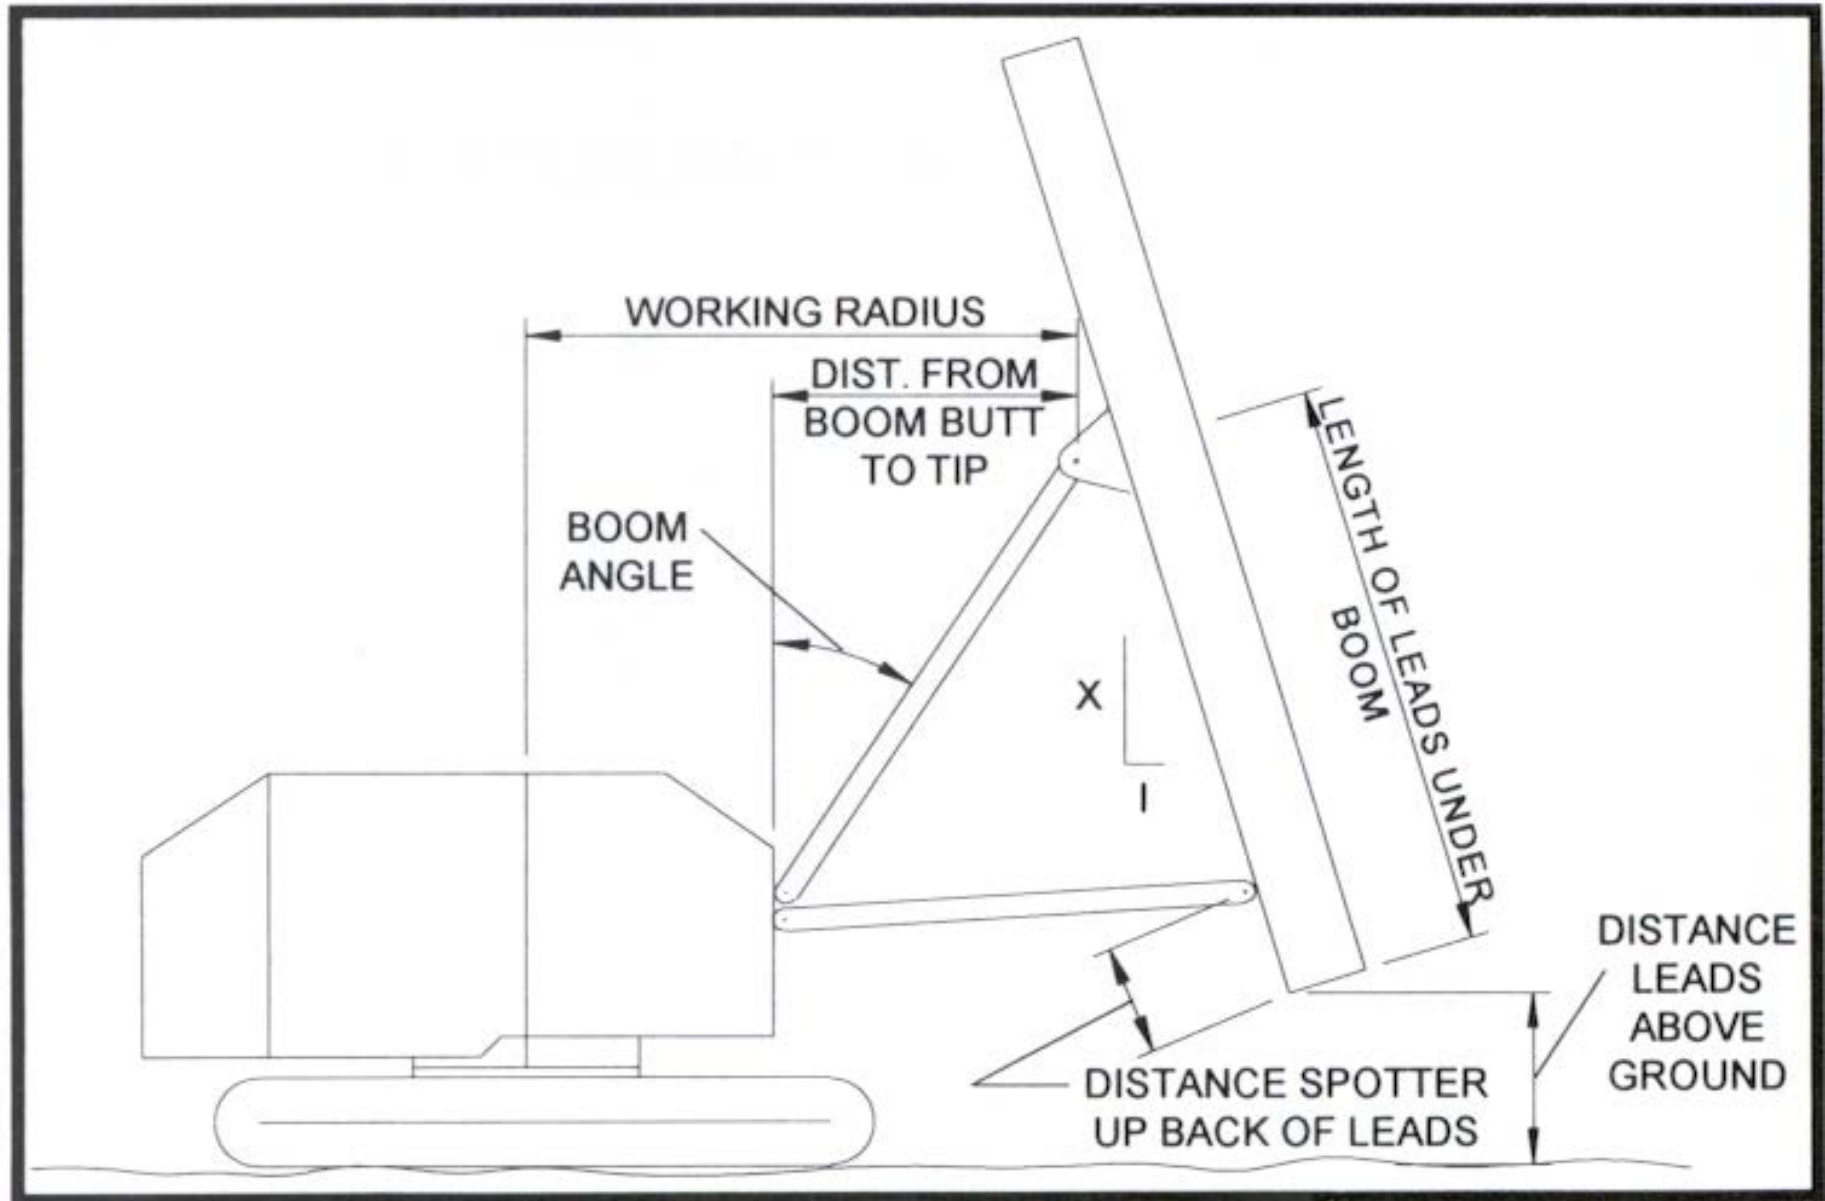 WORKING RADIUS
DIST. FROM
BOOM BUTT
TO TIP
BOOM
ANGLE
LENGTH OF LEADS UNDER
BOOM
X
I
DISTANCE
LEADS
ABOVE
GROUND
DISTANCE SPOTTER
UP BACK OF LEADS